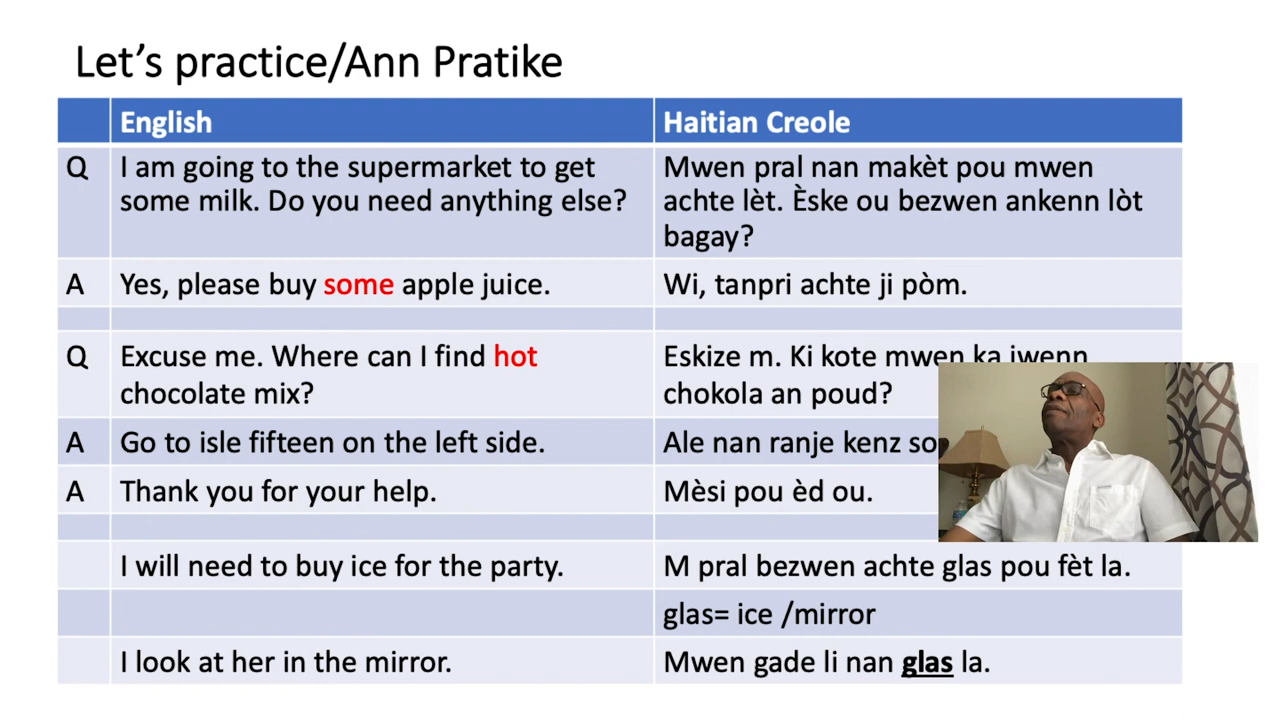 Let's practice/Ann Pratike
English
Haitian Creole
Q
I am going to the supermarket to get
some milk. Do you need anything else?
Mwen pral nan makèt pou mwen
achte lèt. Èske ou bezwen ankenn lòt
bagay?
A
Yes, please buy some apple juice.
Wi, tanpri achte ji pòm.
Q
Excuse me. Where can I find hot
chocolate mix?
Eskize m. Ki kote mwen ka jwenn
chokola an poud?
A
Go to isle fifteen on the left side.
Ale nan ranje kenz
A
Thank you for your help.
Mèsi pou èd ou.
I will need to buy ice for the party.
M pral bezwen achte glas pou fèt la.
glas= ice /mirror
I look at her in the mirror.
Mwen gade li nan glas la.